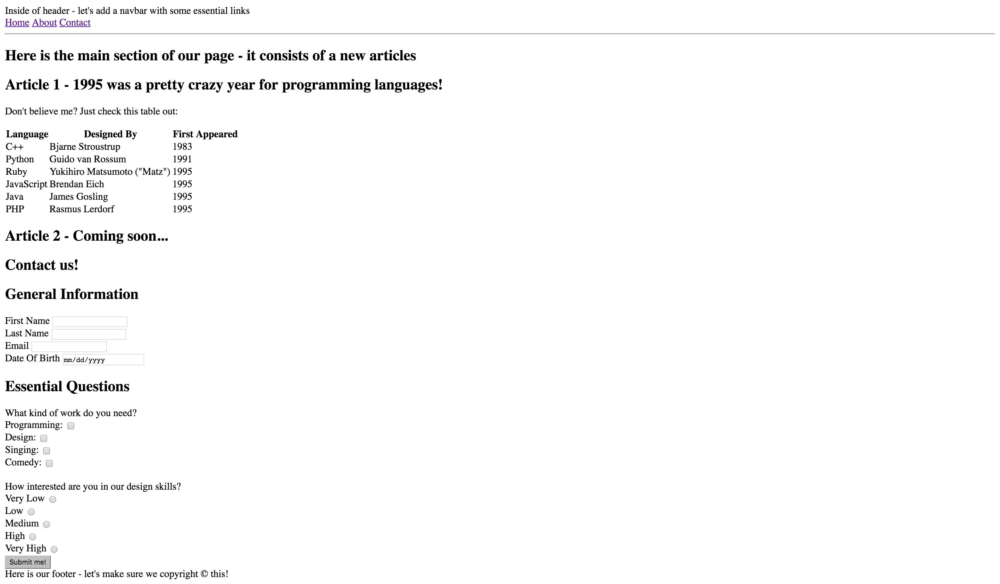 Inside of header - let's add a navbar with some essential links
Home About Contact
Here is the main section of our page - it consists of a new articles
Article 1 - 1995 was a pretty crazy year for programming languages!
Don't believe me? Just check this table out:
Language Designed By First Appeared
C++ Bjarne Stroustrup 1983
Python Guido van Rossum 1991
Ruby Yukihiro Matsumoto ("Matz") 1995
JavaScript Brendan Eich 1995
Java James Gosling 1995
PHP Rasmus Lerdorf 1995
Article 2 - Coming soon...
Contact us!
General Information
First Name
Last Name
Email
Date Of Birth mm/dd/yyyy
Essential Questions
What kind of work do you need?
Programming:
Design:
Singing:
Comedy:
How interested are you in our design skills?
Very Low
Low
Medium
High
Very High
Submit me!
Here is our footer - let's make sure we copyright © this!